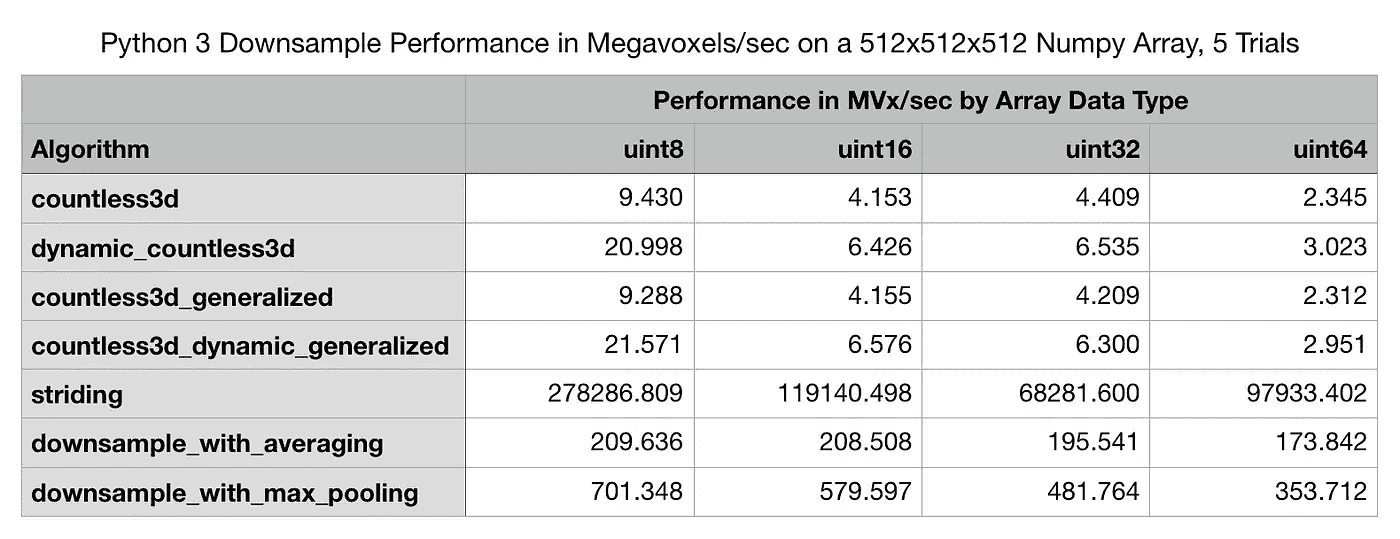 Python 3 Downsample Performance in Megavoxels/sec on a 512x512x512 Numpy Array, 5 Trials
Performance in MVx/sec by Array Data Type
Algorithm uint8 uint16 uint32 uint64
countless3d 9.430 4.153 4.409 2.345
dynamic_countless3d 20.998 6.426 6.535 3.023
countless3d_generalized 9.288 4.155 4.209 2.312
countless3d_dynamic_generalized 21.571 6.576 6.300 2.951
striding 278286.809 119140.498 68281.600 97933.402
downsample_with_averaging 209.636 208.508 195.541 173.842
downsample_with_max_pooling 701.348 579.597 481.764 353.712